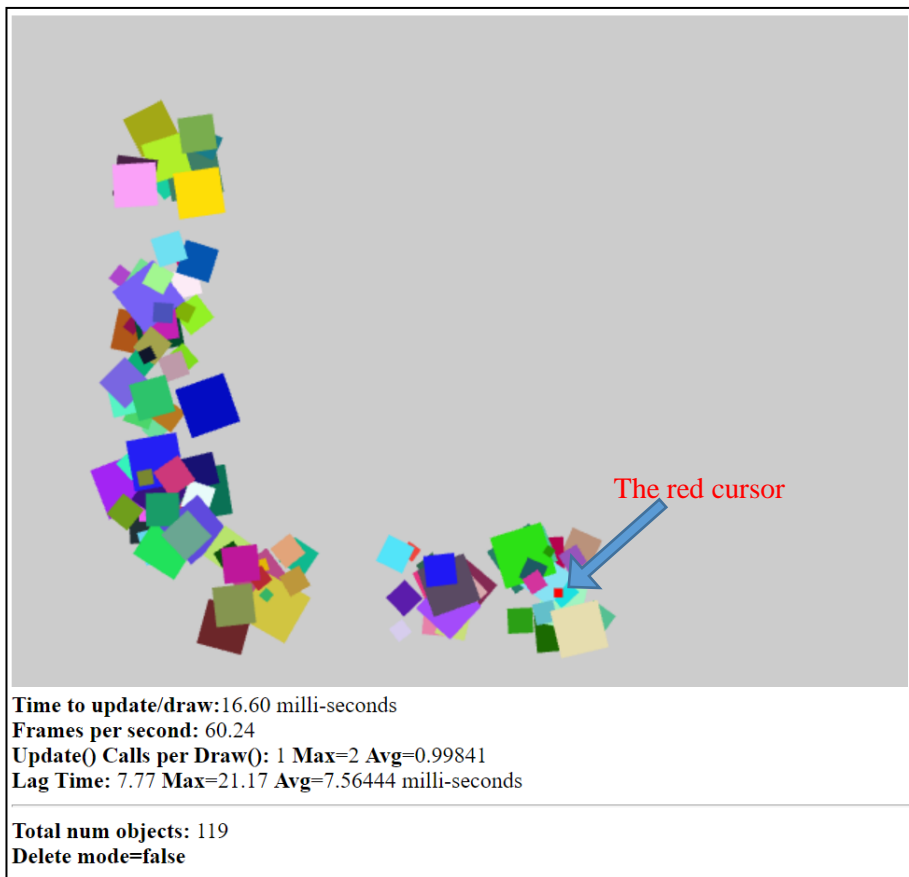 The red cursor
Time to update/draw:16.60 milli-seconds
Frames per second: 60.24
Update() Calls per Draw(): 1 Max=2 Avg=0.99841
Lag Time: 7.77 Max=21.17 Avg=7.56444 milli-seconds
Total num objects: 119
Delete mode=false